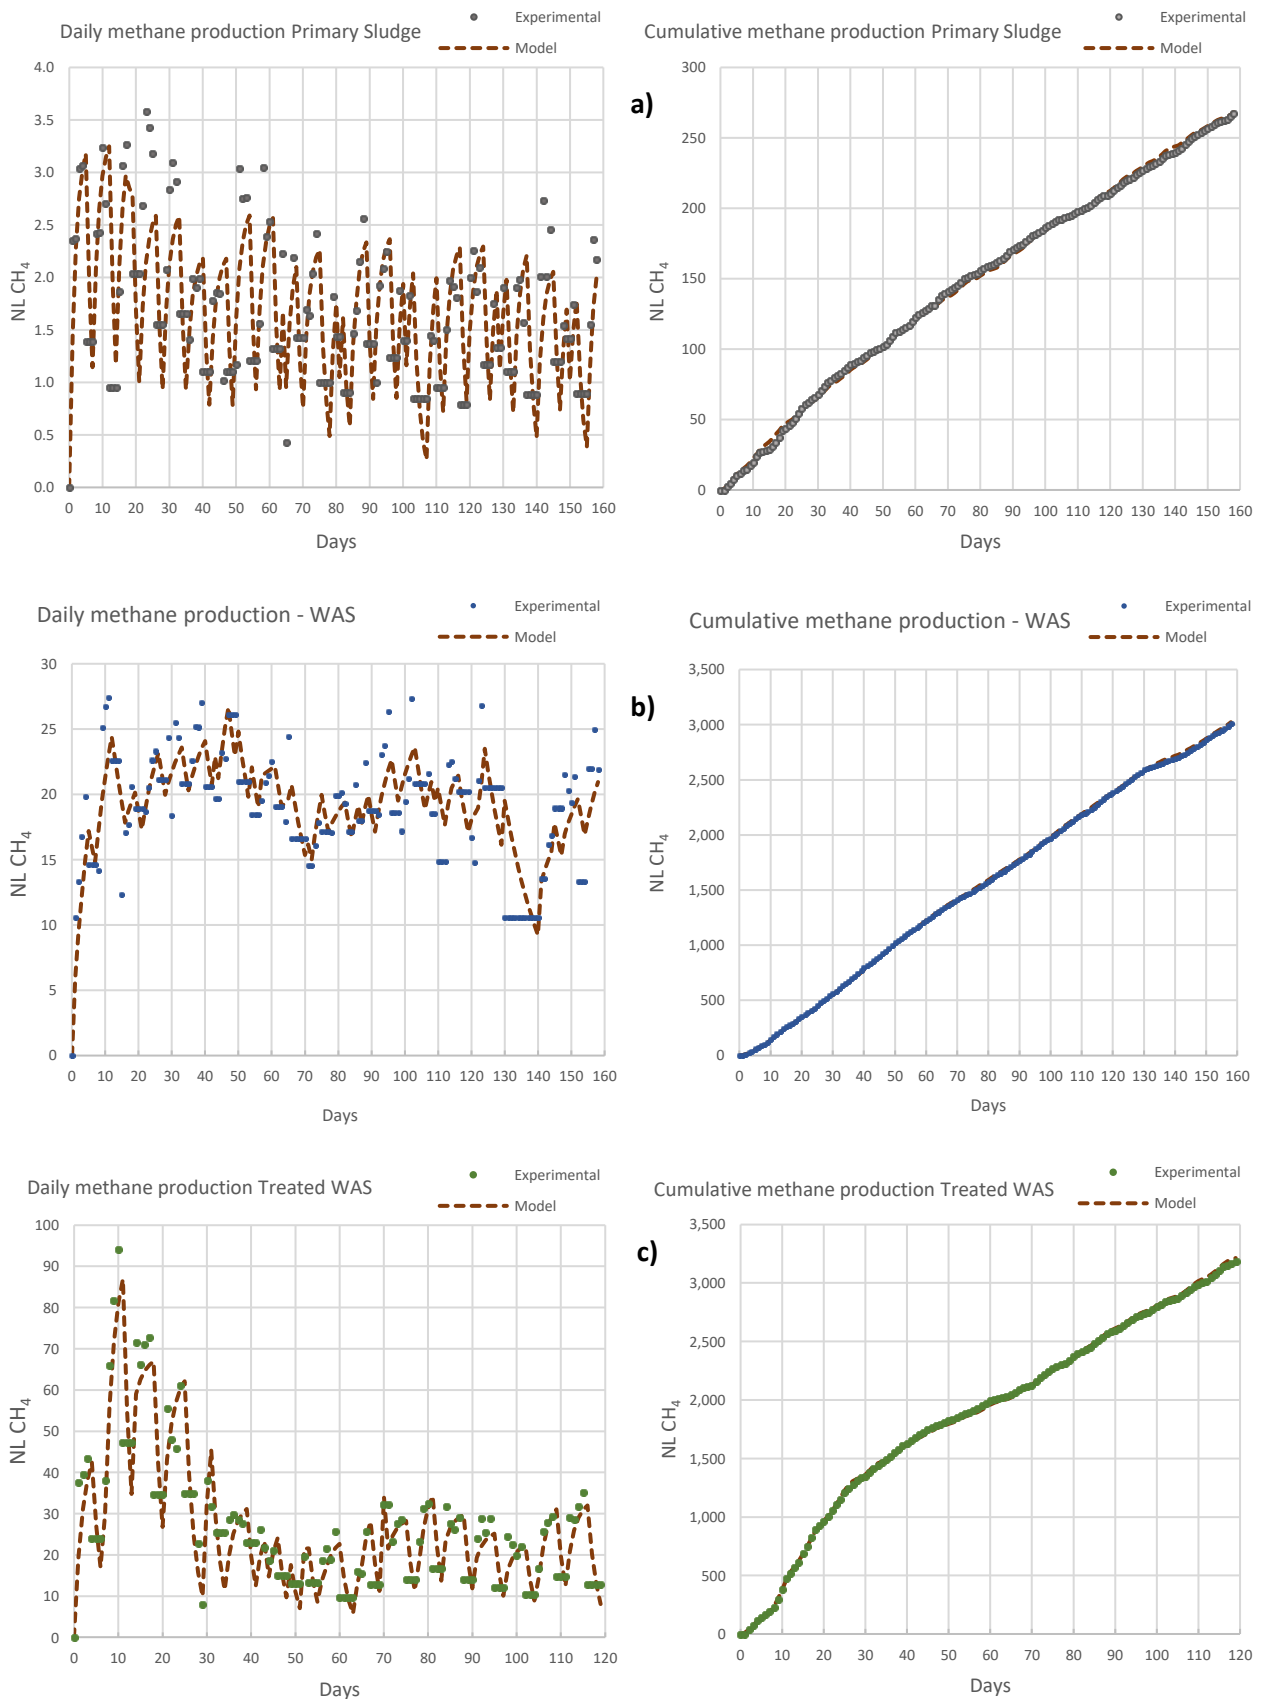 Daily methane production Primary Sludge
Experimental
Model
4.0
3.5
3.0
2.5
2.0
1.5
1.0
0.5
0.0
NL CH4
0 10 20 30 40 50 60 70 80 90 100 110 120 130 140 150 160
Days
a)
Cumulative methane production Primary Sludge
Experimental
Model
300
250
200
150
100
50
0
NL CH4
0 10 20 30 40 50 60 70 80 90 100 110 120 130 140 150 160
Days
Daily methane production - WAS
Experimental
Model
30
25
20
15
10
5
0
NL CH4
0 10 20 30 40 50 60 70 80 90 100 110 120 130 140 150 160
Days
b)
Cumulative methane production - WAS
Experimental
Model
3,500
3,000
2,500
2,000
1,500
1,000
500
0
NL CH4
0 10 20 30 40 50 60 70 80 90 100 110 120 130 140 150 160
Days
Daily methane production Treated WAS
Experimental
Model
100
90
80
70
60
50
40
30
20
10
0
NL CH4
0 10 20 30 40 50 60 70 80 90 100 110 120
Days
c)
Cumulative methane production Treated WAS
Experimental
Model
3,500
3,000
2,500
2,000
1,500
1,000
500
0
NL CH4
0 10 20 30 40 50 60 70 80 90 100 110 120
Days